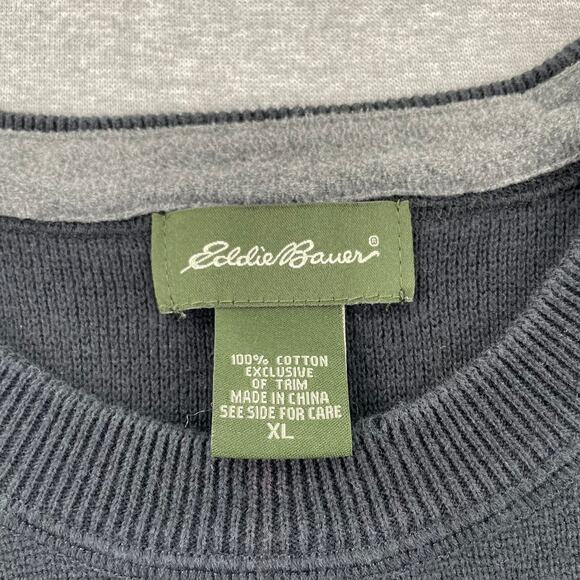 Eddie Bauer®
100% COTTON
EXCLUSIVE
OF TRIM
MADE IN CHINA
SEE SIDE FOR CARE
XL